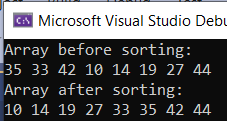 Microsoft Visual Studio Debu
Array before sorting:
35 33 42 10 14 19 27 44
Array after sorting:
10 14 19 27 33 35 42 44